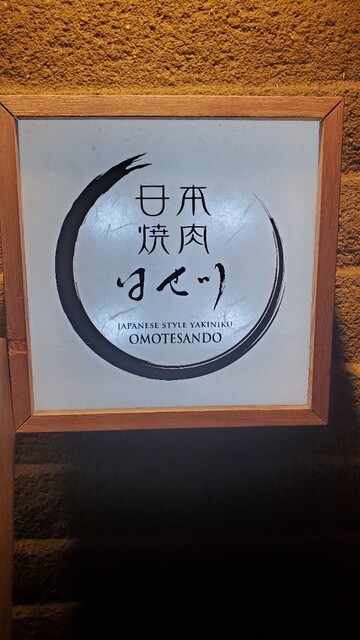 日本
焼肉
はせ川
JAPANESE STYLE YAKINIKU
OMOTESANDO